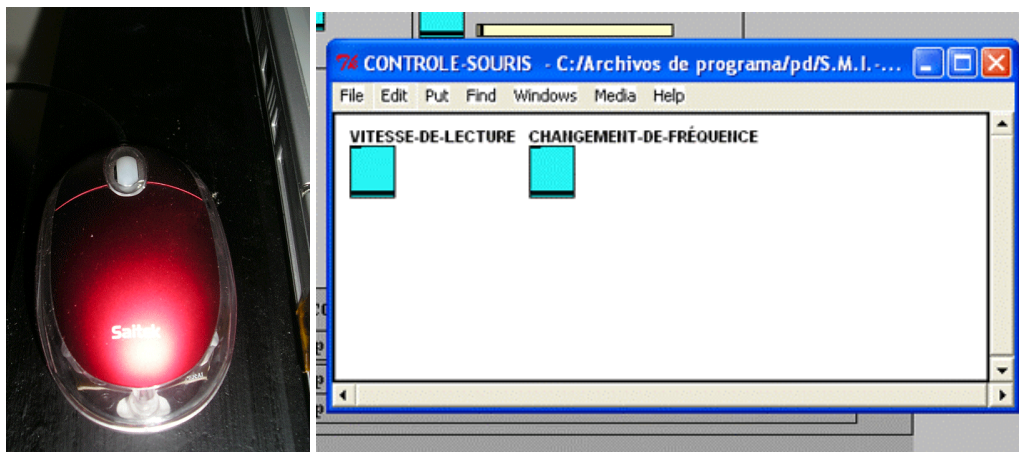 Saitek
CONTROLE-SOURIS - C:/Archivos de programa/pd/S.M.I.-...
File Edit Put Find Windows Media Help
VITESSE-DE-LECTURE CHANGEMENT-DE-FRÉQUENCE